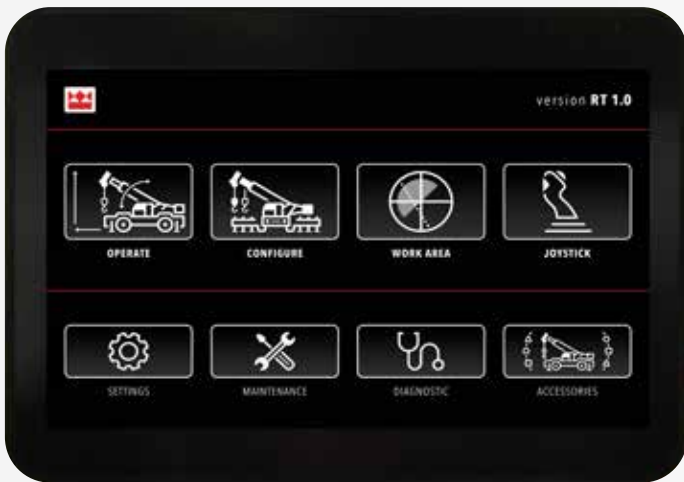 version RT 1.0
OPERATE
CONFIGURE
WORK AREA
JOYSTICK
SETTINGS
MAINTENANCE
DIAGNOSTIC
ACCESSORIES